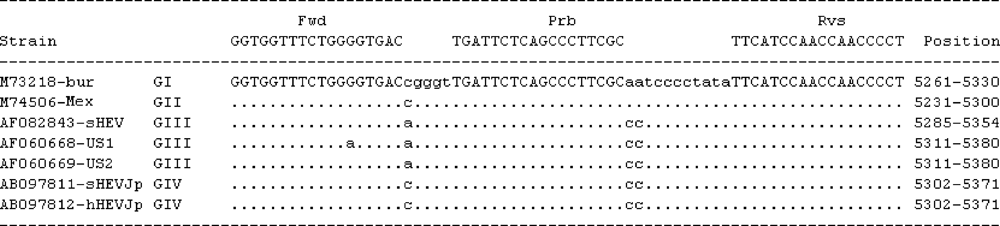 Fwd Prb Rvs
Strain GGTGGTTTCTGGGGTGAC TGATTCTCAGCCCTTCGC TTCATCCAACCAACCCCT Position
M73218-bur GI GGTGGTTTCTGGGGTGACcgggtTGATTCTCAGCCCTTCGCaatcccctataTTCATCCAACCAACCCCT 5261-5330
M74506-Mex GII ..................c................................................... 5231-5300
AF082843-sHEV GIII ..................a......................cc........................... 5285-5354
AF060668-US1 GIII ............a.....a......................cc........................... 5311-5380
AF060669-US2 GIII ..................a......................cc........................... 5311-5380
AB097811-sHEVJp GIV ..................c......................cc........................... 5302-5371
AB097812-hHEVJp GIV ..................c......................cc........................... 5302-5371